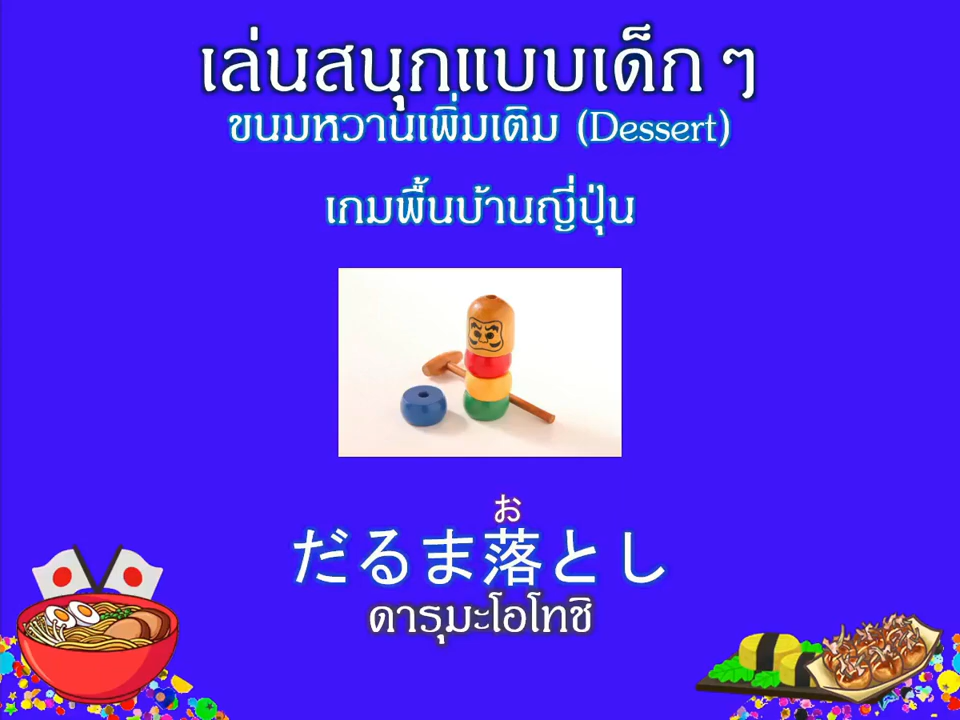 เล่นสนุกแบบเด็ก ๆ
ขนมหวานเพิ่มเติม (Dessert)
เกมพื้นบ้านญี่ปุ่น
お
だるま落とし
ดารุมะโอโทชิ